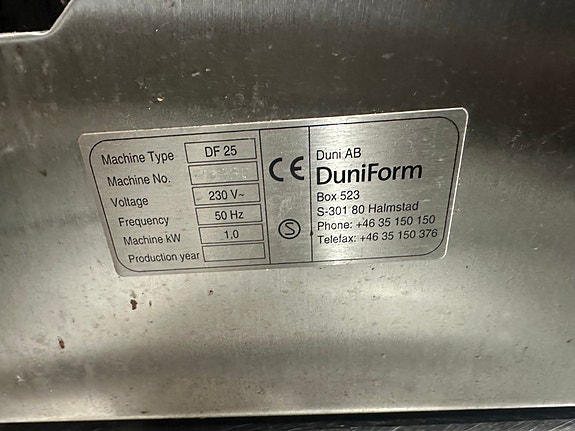 Machine Type DF 25
Machine No.
Voltage 230 V~
Frequency 50 Hz
Machine kW 1,0
Production year
CE
S
Duni AB
DuniForm
Box 523
S-301 80 Halmstad
Phone: +46 35 150 150
Telefax: +46 35 150 376